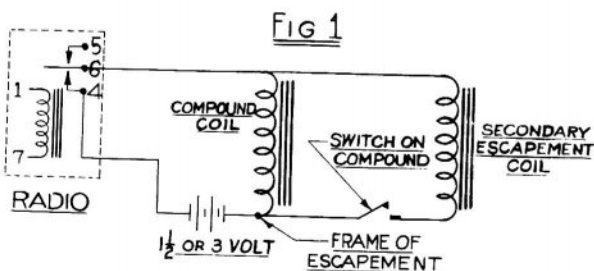 FIG 1
5
6
4
1
7
RADIO
COMPOUND
COIL
SWITCH ON
COMPOUND
SECONDARY
ESCAPEMENT
COIL
1½ OR 3 VOLT
FRAME OF
ESCAPEMENT